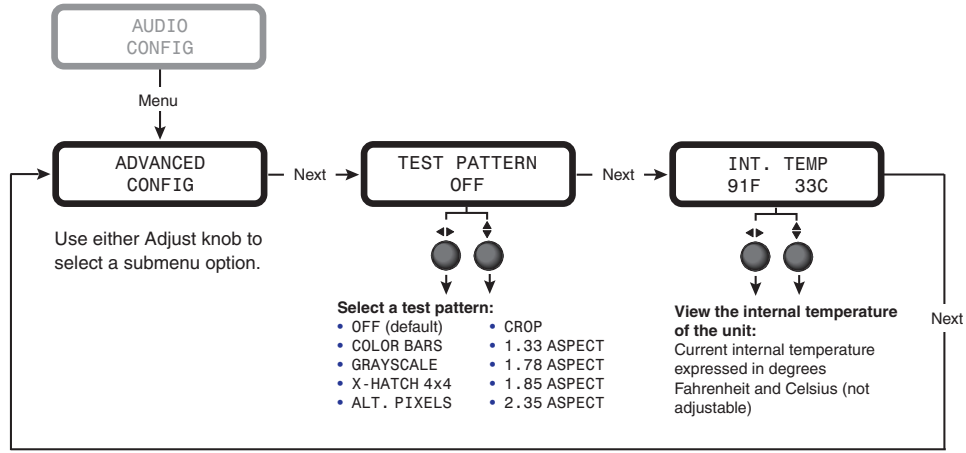 AUDIO
CONFIG
Menu
ADVANCED
CONFIG
Next
TEST PATTERN
OFF
Next
INT. TEMP
91F 33C
Use either Adjust knob to
select a submenu option.
Select a test pattern:
• OFF (default)
• COLOR BARS
• GRAYSCALE
• X-HATCH 4x4
• ALT. PIXELS
• CROP
• 1.33 ASPECT
• 1.78 ASPECT
• 1.85 ASPECT
• 2.35 ASPECT
View the internal temperature
of the unit:
Current internal temperature
expressed in degrees
Fahrenheit and Celsius (not
adjustable)
Next